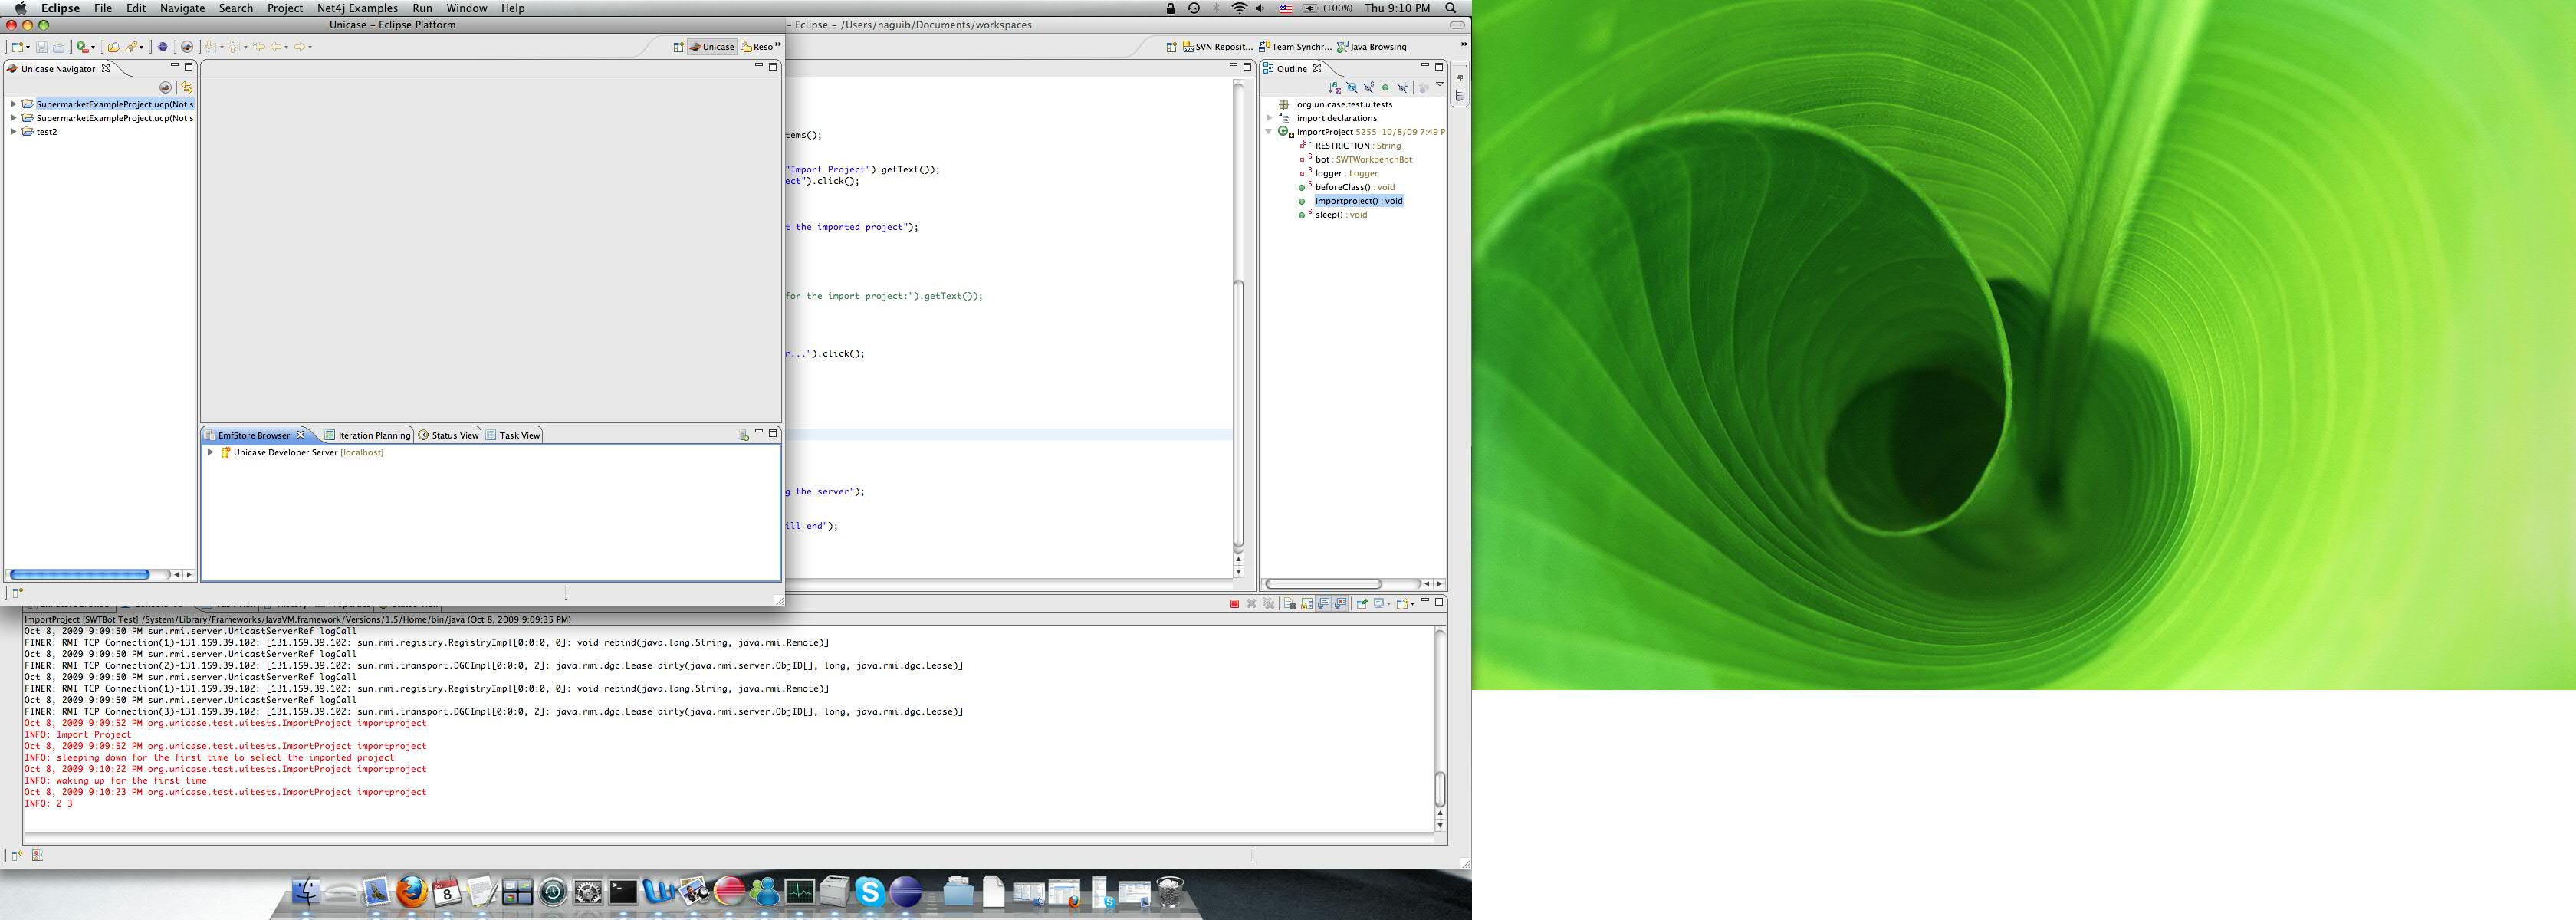 Eclipse File Edit Navigate Search Project Net4j Examples Run Window Help
(100%) Thu 9:10 PM
Unicase – Eclipse Platform
– Eclipse – /Users/naguib/Documents/workspaces
Unicase Reso »
SVN Reposit... Team Synchr... Java Browsing »
Unicase Navigator
SupermarketExampleProject.ucp(Not sl
SupermarketExampleProject.ucp(Not sl
test2
tems();
"Import Project").getText());
ect").click();
t the imported project");
for the import project:").getText());
r...").click();
g the server");
ill end");
Outline
org.unicase.test.uitests
import declarations
ImportProject 5255 10/8/09 7:49 P
RESTRICTION : String
bot : SWTWorkbenchBot
logger : Logger
beforeClass() : void
importproject() : void
sleep() : void
EmfStore Browser Iteration Planning Status View Task View
Unicase Developer Server [localhost]
ImportProject [SWTBot Test] /System/Library/Frameworks/JavaVM.framework/Versions/1.5/Home/bin/java (Oct 8, 2009 9:09:35 PM)
Oct 8, 2009 9:09:50 PM sun.rmi.server.UnicastServerRef logCall
FINER: RMI TCP Connection(1)-131.159.39.102: [131.159.39.102: sun.rmi.registry.RegistryImpl[0:0:0, 0]: void rebind(java.lang.String, java.rmi.Remote)]
Oct 8, 2009 9:09:50 PM sun.rmi.server.UnicastServerRef logCall
FINER: RMI TCP Connection(2)-131.159.39.102: [131.159.39.102: sun.rmi.transport.DGCImpl[0:0:0, 2]: java.rmi.dgc.Lease dirty(java.rmi.server.ObjID[], long, java.rmi.dgc.Lease)]
Oct 8, 2009 9:09:50 PM sun.rmi.server.UnicastServerRef logCall
FINER: RMI TCP Connection(1)-131.159.39.102: [131.159.39.102: sun.rmi.registry.RegistryImpl[0:0:0, 0]: void rebind(java.lang.String, java.rmi.Remote)]
Oct 8, 2009 9:09:50 PM sun.rmi.server.UnicastServerRef logCall
FINER: RMI TCP Connection(3)-131.159.39.102: [131.159.39.102: sun.rmi.transport.DGCImpl[0:0:0, 2]: java.rmi.dgc.Lease dirty(java.rmi.server.ObjID[], long, java.rmi.dgc.Lease)]
Oct 8, 2009 9:09:52 PM org.unicase.test.uitests.ImportProject importproject
INFO: Import Project
Oct 8, 2009 9:09:52 PM org.unicase.test.uitests.ImportProject importproject
INFO: sleeping down for the first time to select the imported project
Oct 8, 2009 9:10:22 PM org.unicase.test.uitests.ImportProject importproject
INFO: waking up for the first time
Oct 8, 2009 9:10:23 PM org.unicase.test.uitests.ImportProject importproject
INFO: 2 3
8